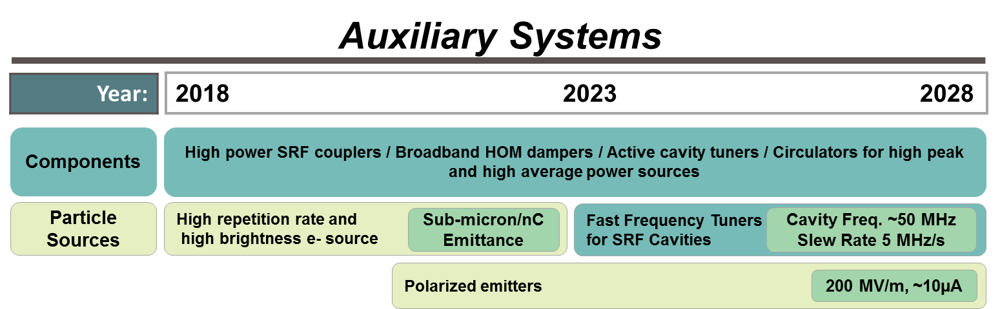 Auxiliary Systems
Year:
2018 2023 2028
Components
High power SRF couplers / Broadband HOM dampers / Active cavity tuners / Circulators for high peak
and high average power sources
Particle
Sources
High repetition rate and
high brightness e- source
Sub-micron/nC
Emittance
Fast Frequency Tuners
for SRF Cavities
Cavity Freq. ~50 MHz
Slew Rate 5 MHz/s
Polarized emitters
200 MV/m, ~10µA